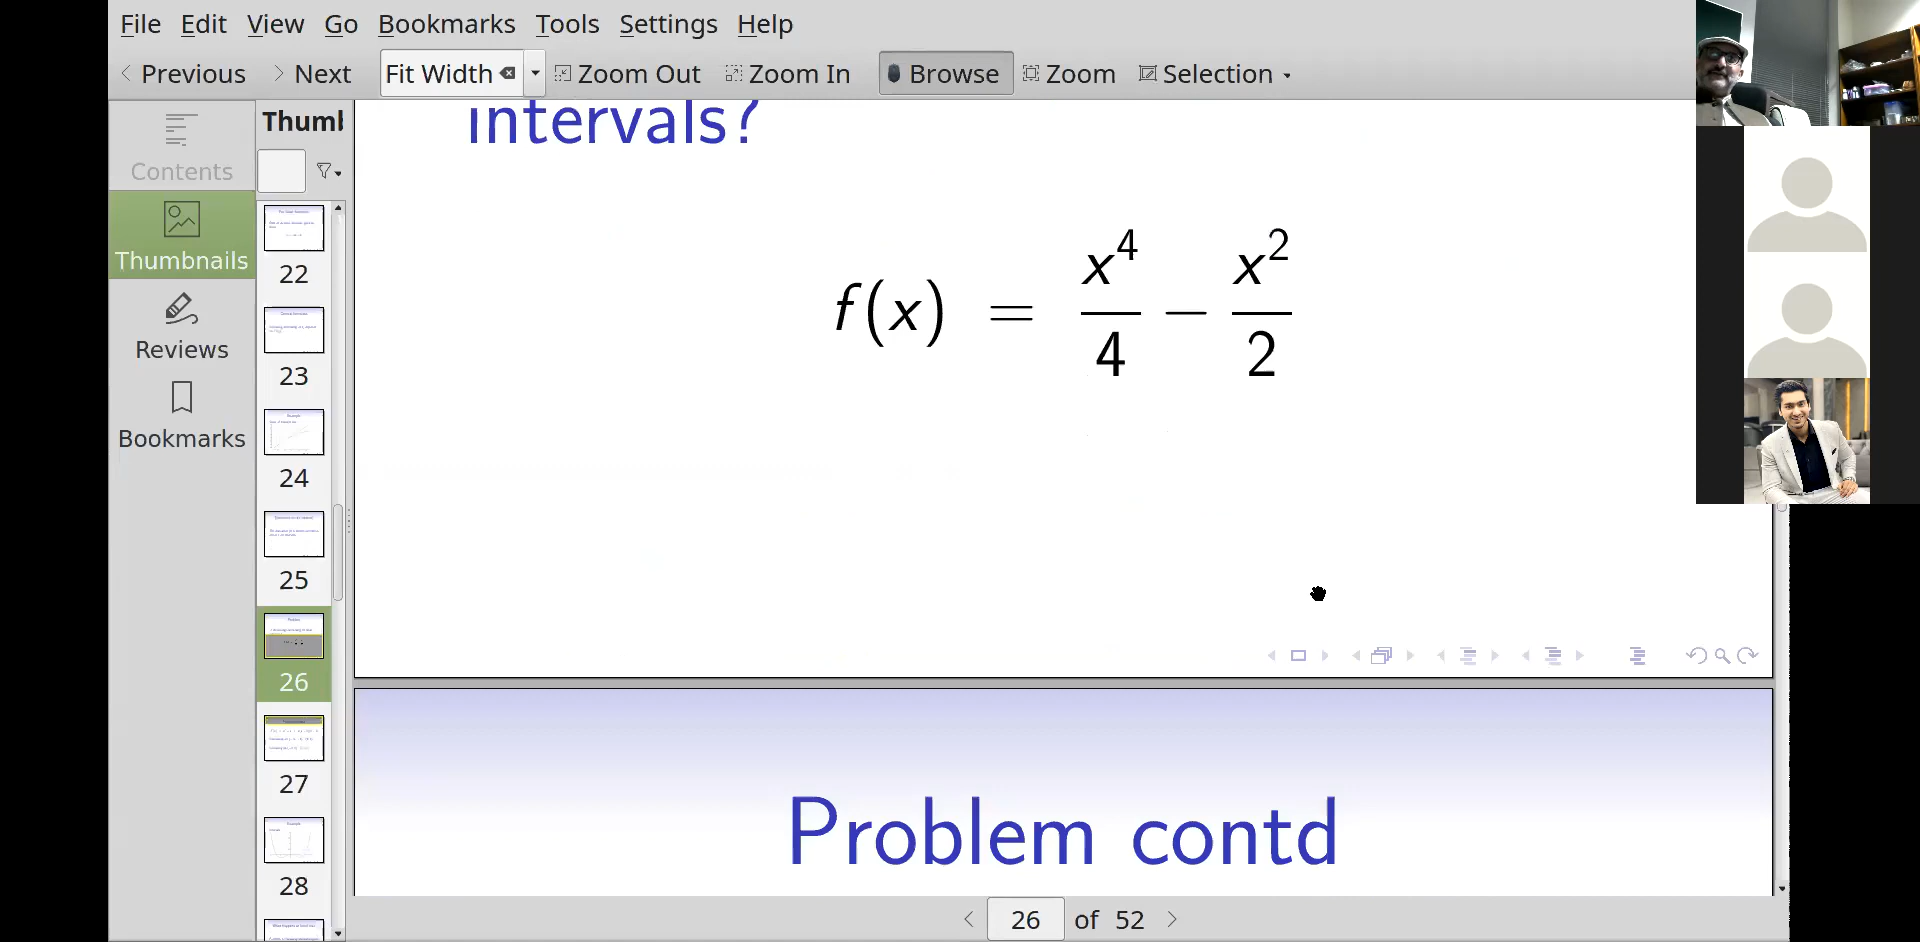 File Edit View Go Bookmarks Tools Settings Help
Previous Next Fit Width Zoom Out Zoom In Browse Zoom Selection
Contents
Thumbnails
Reviews
Bookmarks
Thuml
22
23
24
25
26
27
28
intervals?
f(x) = x^4/4 − x^2/2
Problem contd
26 of 52